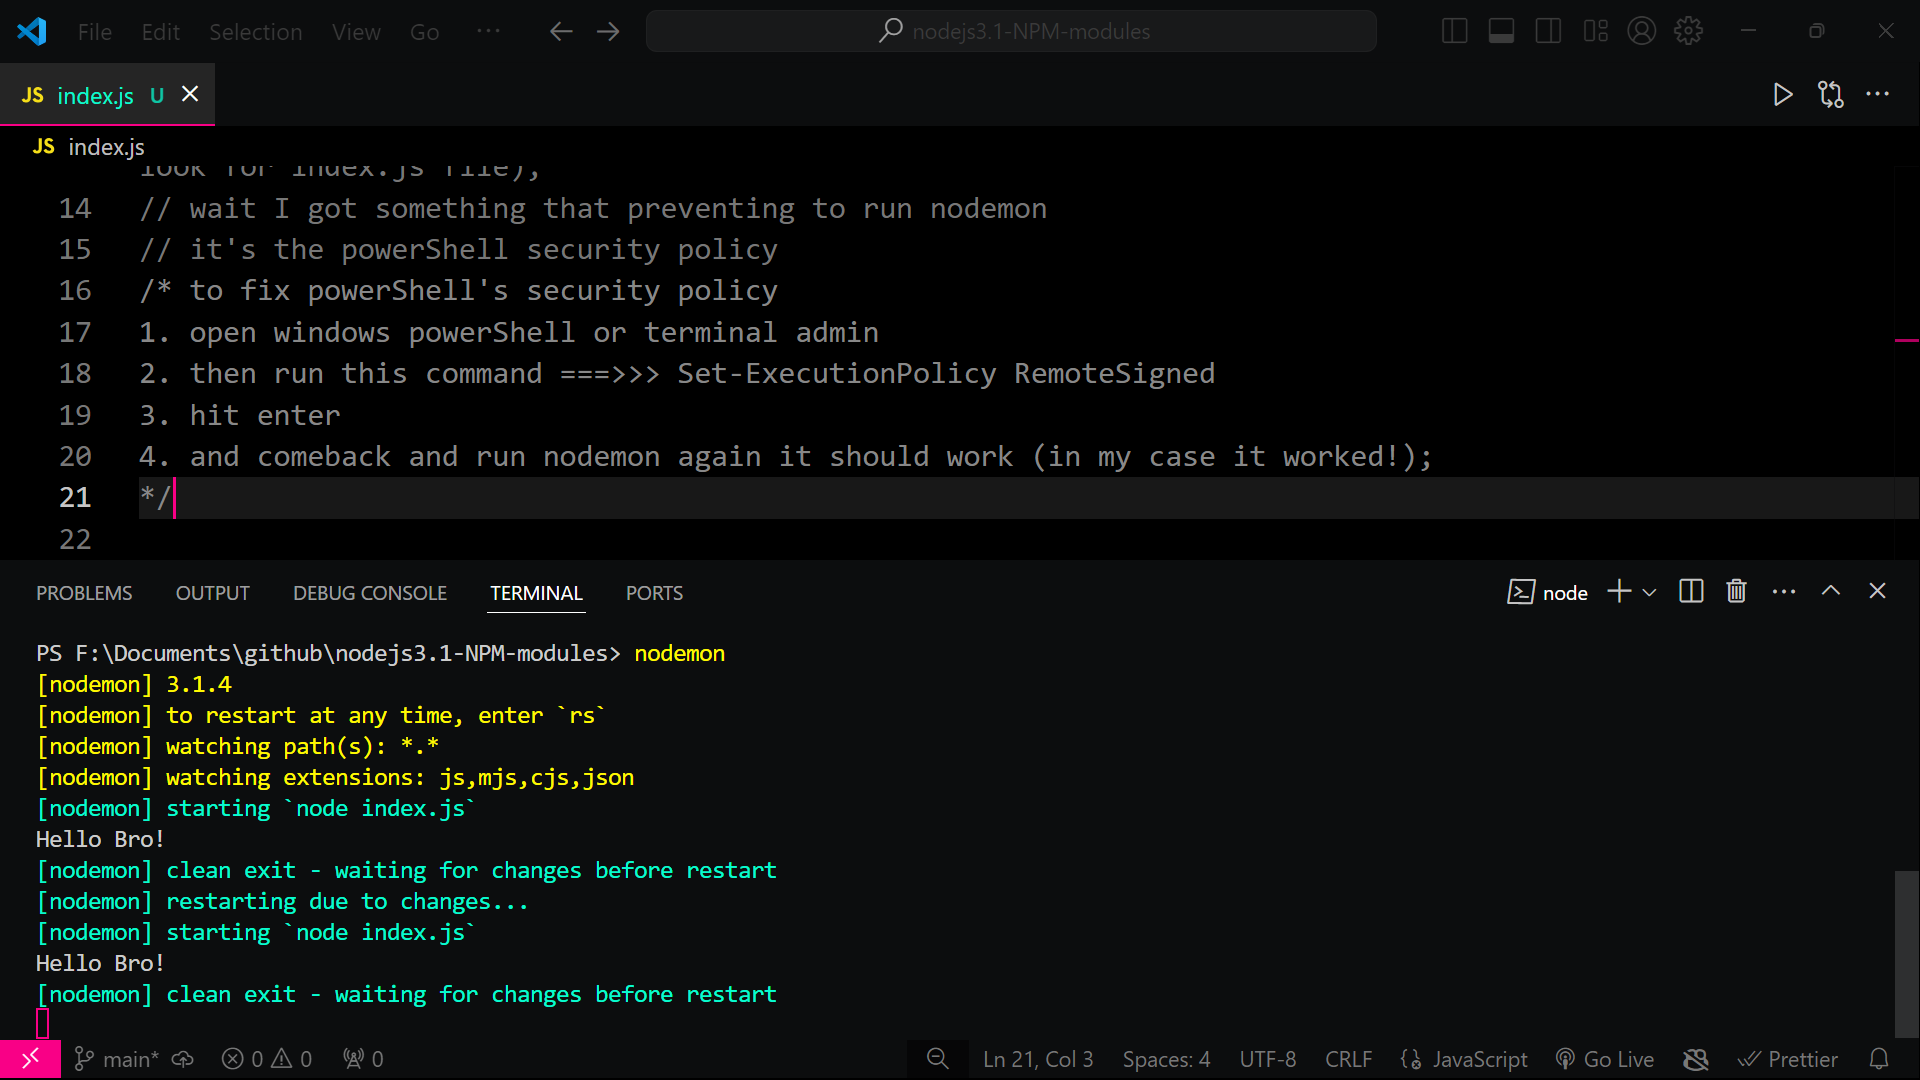 File Edit Selection View Go ··· nodejs3.1-NPM-modules
JS index.js U
JS index.js
look for index.js file),
14 // wait I got something that preventing to run nodemon
15 // it's the powerShell security policy
16 /* to fix powerShell's security policy
17 1. open windows powerShell or terminal admin
18 2. then run this command ===>>> Set-ExecutionPolicy RemoteSigned
19 3. hit enter
20 4. and comeback and run nodemon again it should work (in my case it worked!);
21 */
22
PROBLEMS OUTPUT DEBUG CONSOLE TERMINAL PORTS node
PS F:\Documents\github\nodejs3.1-NPM-modules> nodemon
[nodemon] 3.1.4
[nodemon] to restart at any time, enter `rs`
[nodemon] watching path(s): *.*
[nodemon] watching extensions: js,mjs,cjs,json
[nodemon] starting `node index.js`
Hello Bro!
[nodemon] clean exit - waiting for changes before restart
[nodemon] restarting due to changes...
[nodemon] starting `node index.js`
Hello Bro!
[nodemon] clean exit - waiting for changes before restart
main* 0 0 0 Ln 21, Col 3 Spaces: 4 UTF-8 CRLF {} JavaScript Go Live Prettier